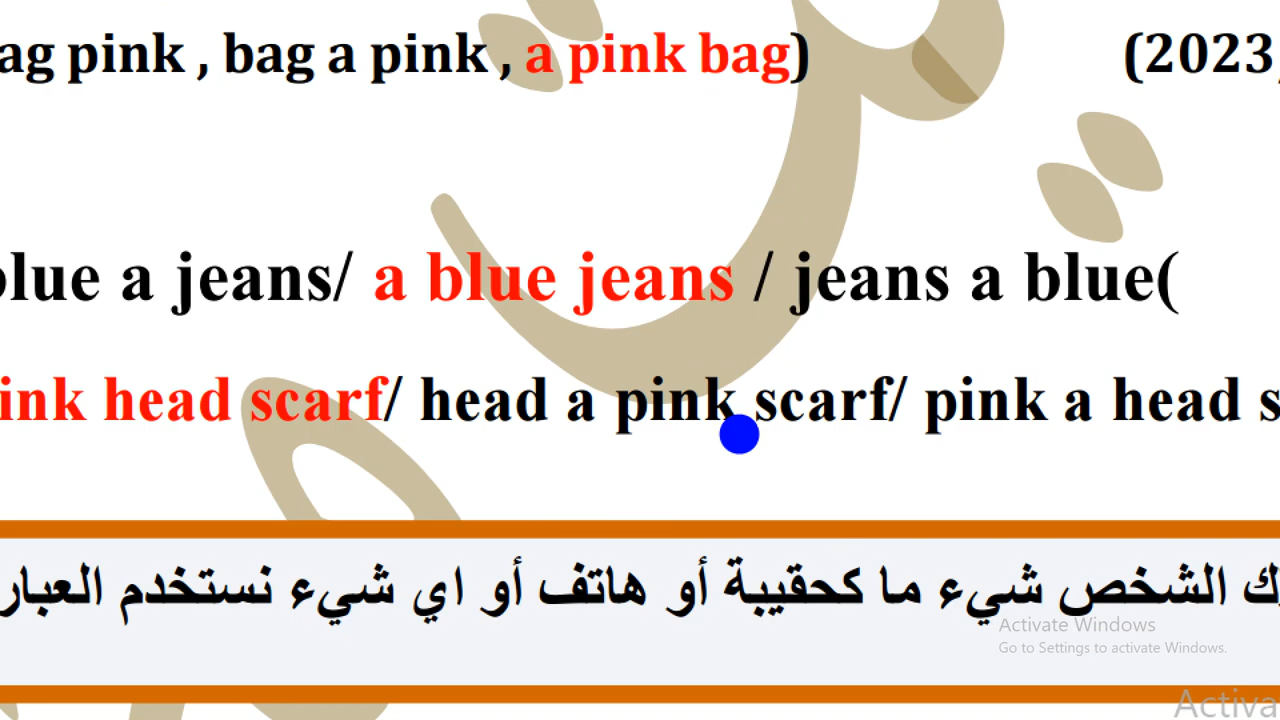 ag pink , bag a pink , a pink bag) (2023,
blue a jeans/ a blue jeans / jeans a blue(
ink head scarf/ head a pink scarf/ pink a head s
ك الشخص شيء ما كحقيبة أو هاتف أو اي شيء نستخدم العبار
Activate Windows
Go to Settings to activate Windows.
Activa